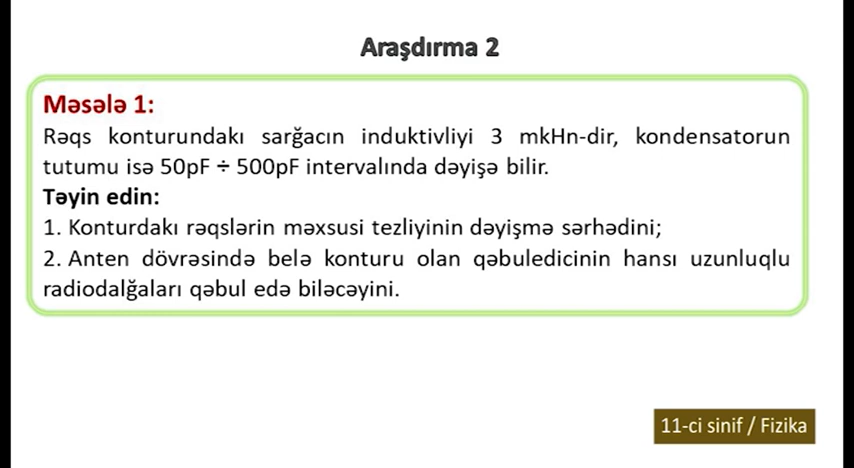 Araşdırma 2
Məsələ 1:
Rəqs konturundakı sarğacın induktivliyi 3 mkHn-dir, kondensatorun
tutumu isə 50pF ÷ 500pF intervalında dəyişə bilir.
Təyin edin:
1. Konturdakı rəqslərin məxsusi tezliyinin dəyişmə sərhədini;
2. Anten dövrəsində belə konturu olan qəbuledicinin hansı uzunluqlu
radiodalğaları qəbul edə biləcəyini.
11-ci sinif / Fizika